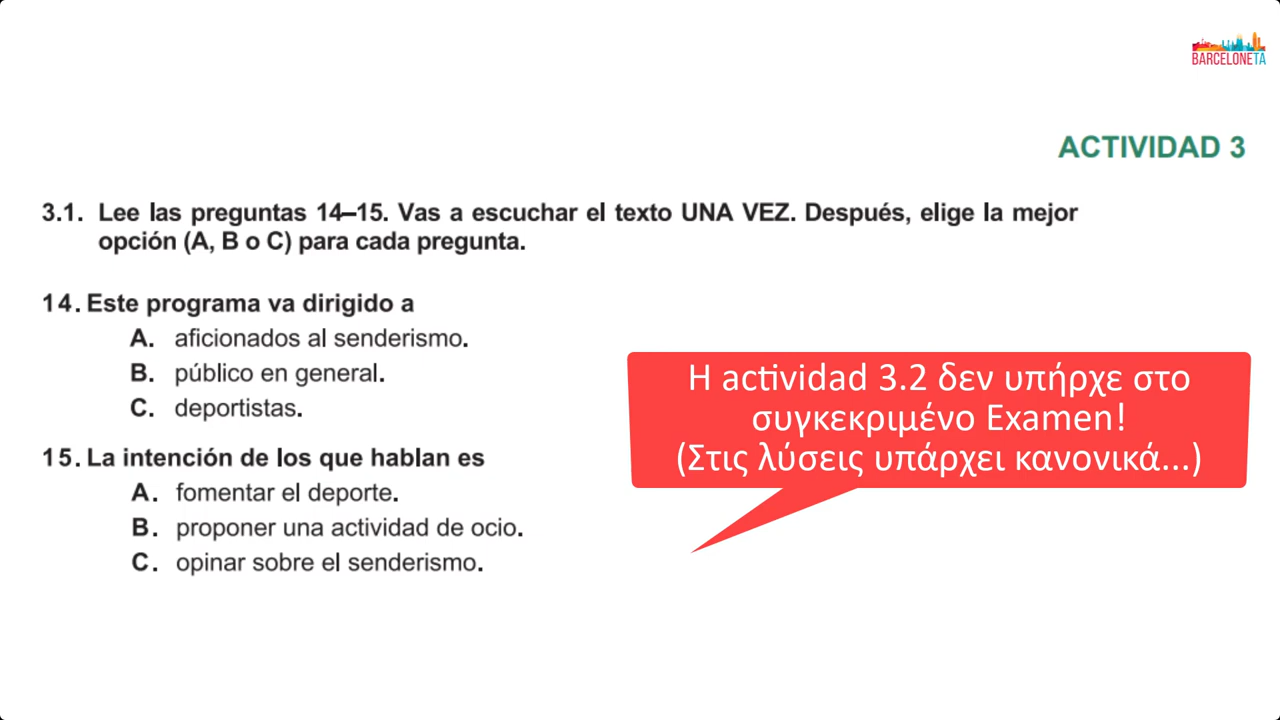 BARCELONETA
ACTIVIDAD 3
3.1. Lee las preguntas 14–15. Vas a escuchar el texto UNA VEZ. Después, elige la mejor
opción (A, B o C) para cada pregunta.
14. Este programa va dirigido a
A. aficionados al senderismo.
B. público en general.
C. deportistas.
Η actividad 3.2 δεν υπήρχε στο
συγκεκριμένο Examen!
(Στις λύσεις υπάρχει κανονικά...)
15. La intención de los que hablan es
A. fomentar el deporte.
B. proponer una actividad de ocio.
C. opinar sobre el senderismo.